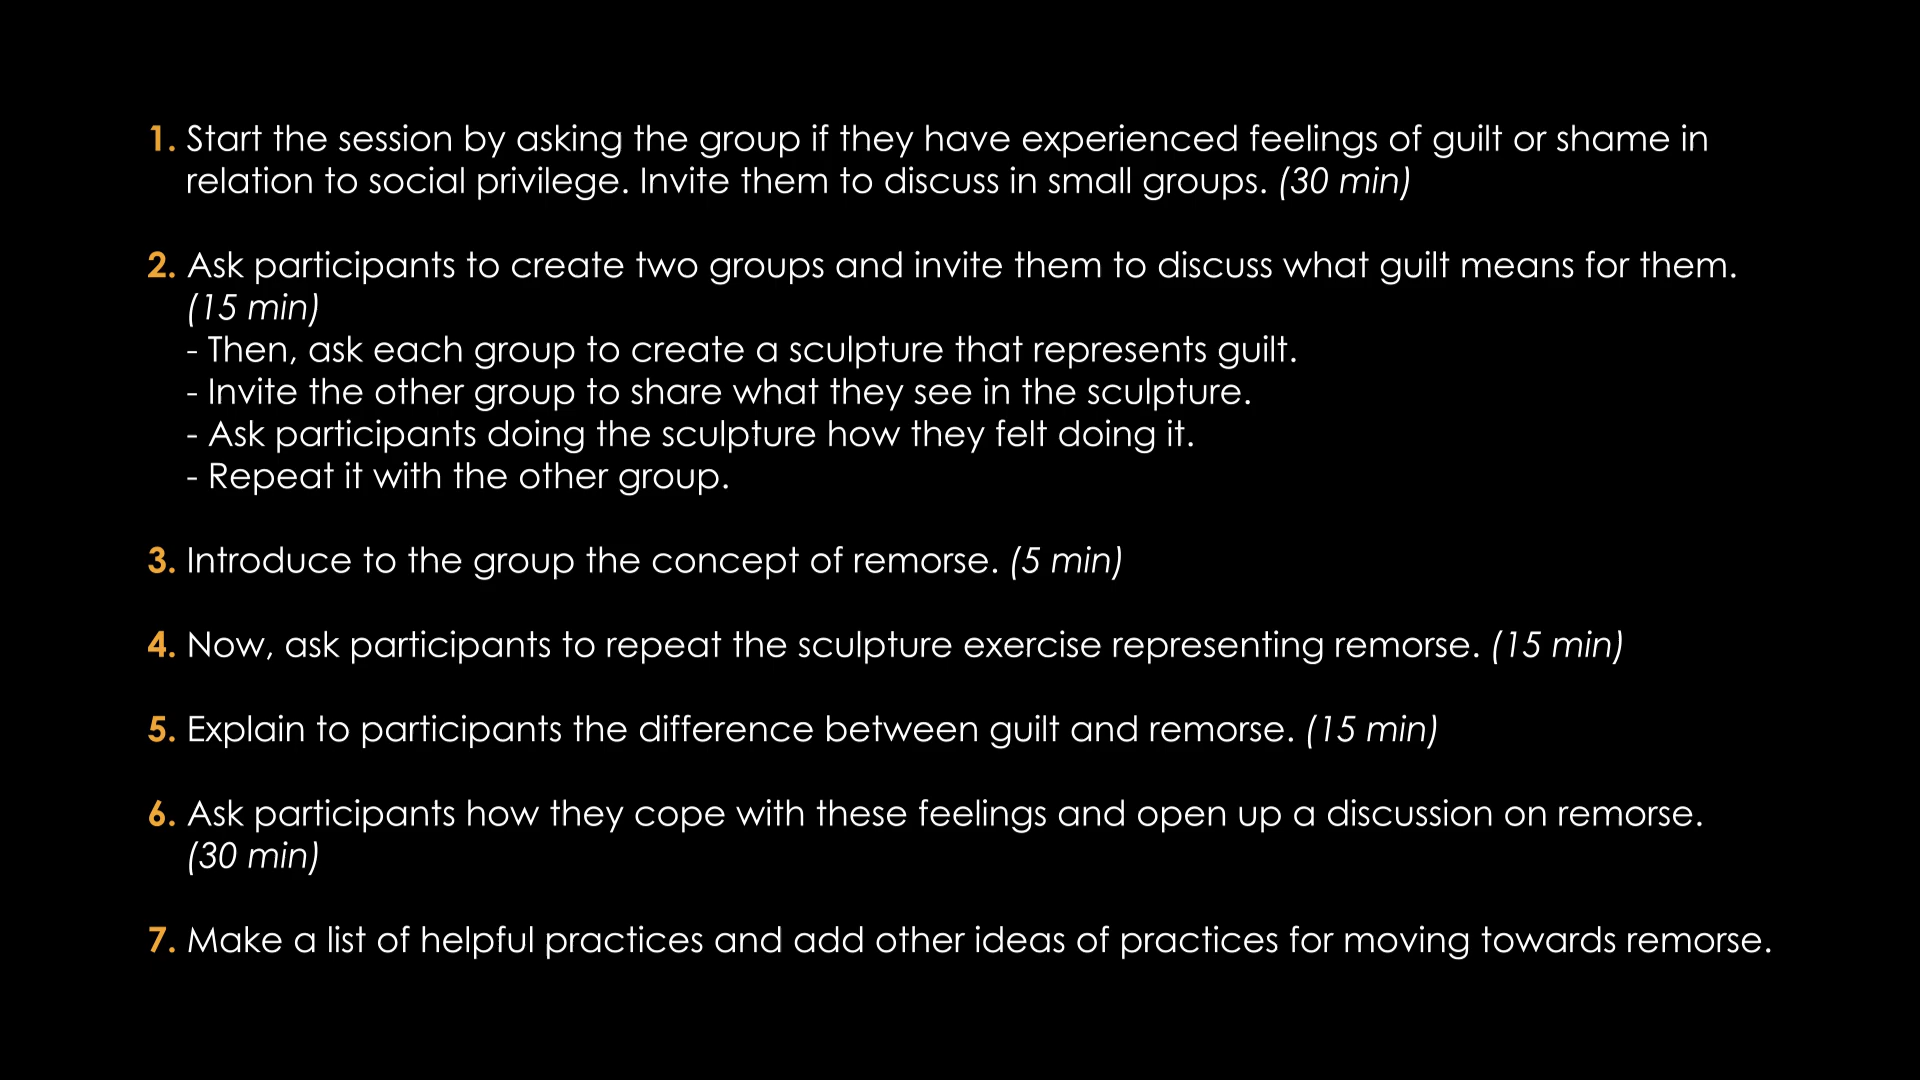 1. Start the session by asking the group if they have experienced feelings of guilt or shame in
relation to social privilege. Invite them to discuss in small groups. (30 min)
2. Ask participants to create two groups and invite them to discuss what guilt means for them.
(15 min)
- Then, ask each group to create a sculpture that represents guilt.
- Invite the other group to share what they see in the sculpture.
- Ask participants doing the sculpture how they felt doing it.
- Repeat it with the other group.
3. Introduce to the group the concept of remorse. (5 min)
4. Now, ask participants to repeat the sculpture exercise representing remorse. (15 min)
5. Explain to participants the difference between guilt and remorse. (15 min)
6. Ask participants how they cope with these feelings and open up a discussion on remorse.
(30 min)
7. Make a list of helpful practices and add other ideas of practices for moving towards remorse.